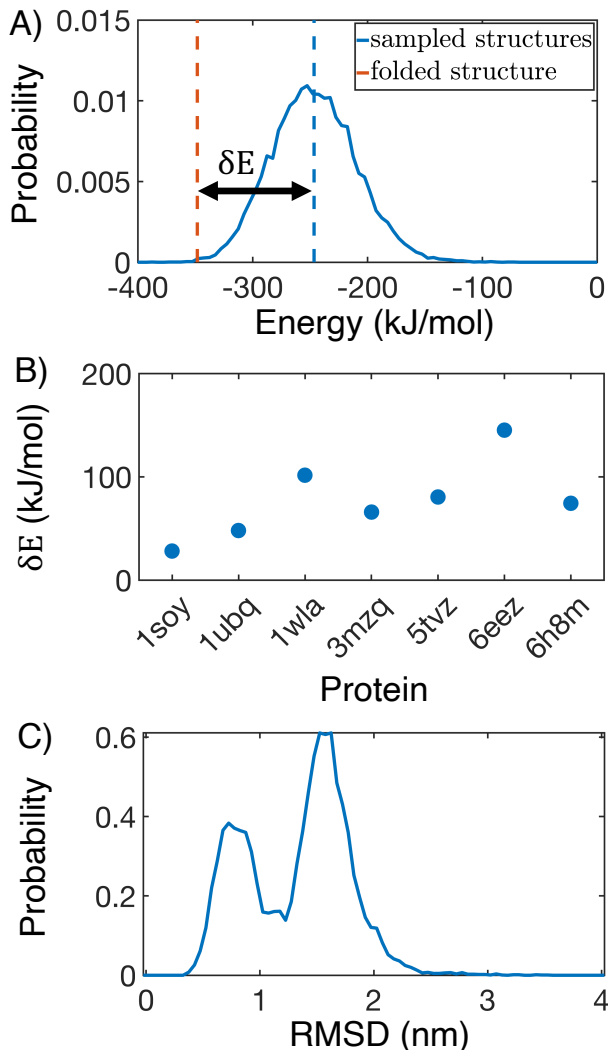 A)
Probability
0.015
0.01
0.005
0
sampled structures
folded structure
δE
-400
-300
-200
-100
0
Energy (kJ/mol)
B)
δE (kJ/mol)
200
100
0
1soy
1ubq
1wla
3mzq
5tvz
6eez
6h8m
Protein
C)
Probability
0.6
0.4
0.2
0
0
1
2
3
4
RMSD (nm)